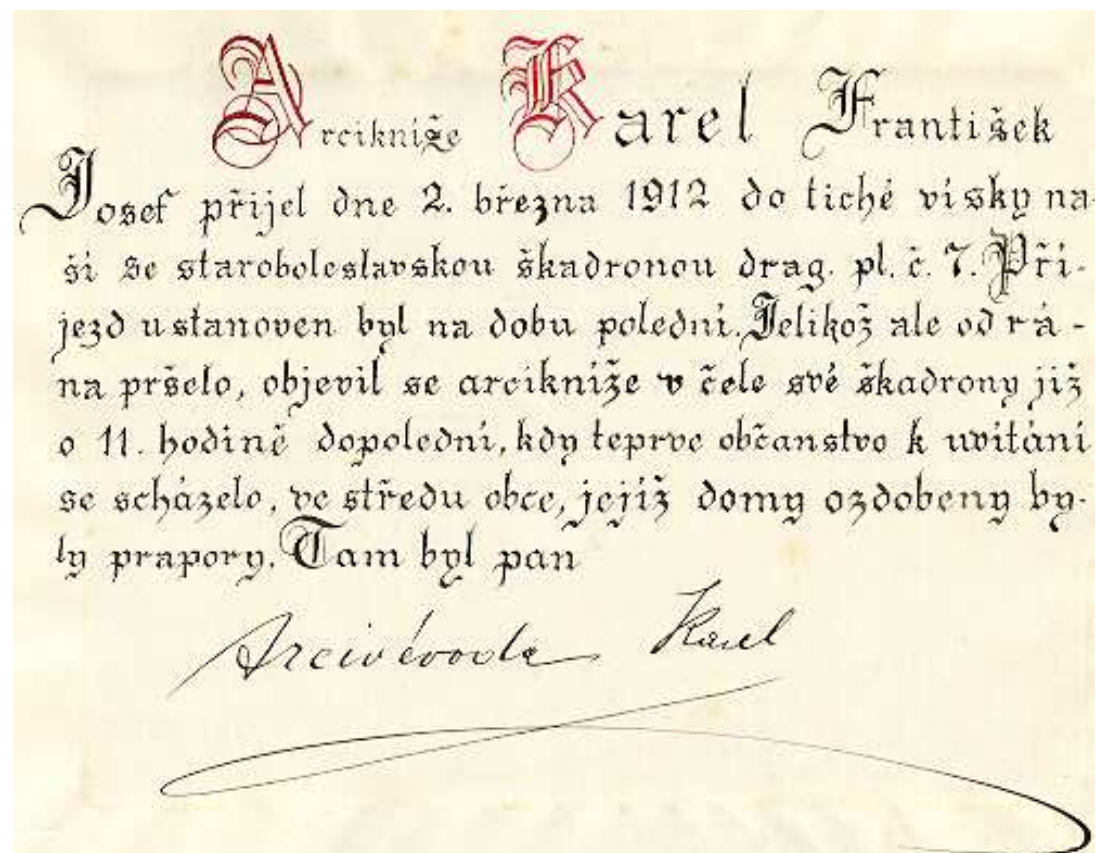 Arcikníže Karel František
Josef přijel dne 2. března 1912 do tiché vísky na-
ší se staroboleslavskou škadronou drag. pl. č. 7. Pří-
jezd ustanoven byl na dobu polední. Jelikož ale od rá-
na pršelo, objevil se arcikníže v čele své škadrony již
o 11. hodině dopolední, kdy teprve občanstvo k uvítání
se scházelo, ve středu obce, jejíž domy ozdobeny by-
ly prapory. Tam byl pan
Arcivévoda Karel